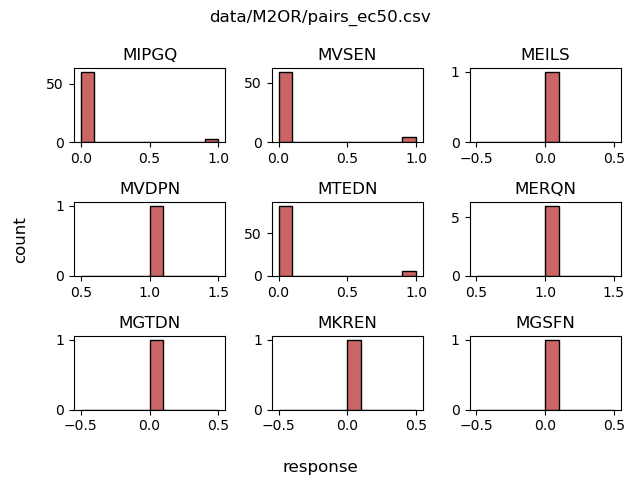 data/M2OR/pairs_ec50.csv
MIPGQ MVSEN MEILS
50 50 1
0 0 0
0.0 0.5 1.0 0.0 0.5 1.0 −0.5 0.0 0.5
MVDPN MTEDN MERQN
1 50 5
0 0 0
0.5 1.0 1.5 0.0 0.5 1.0 0.5 1.0 1.5
count
MGTDN MKREN MGSFN
1 1 1
0 0 0
−0.5 0.0 0.5 −0.5 0.0 0.5 −0.5 0.0 0.5
response